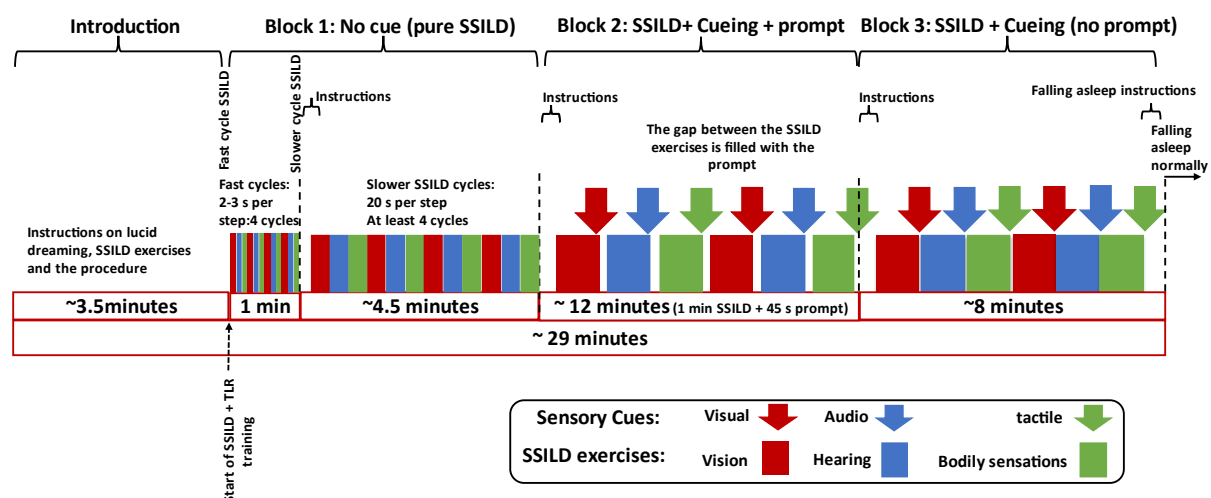 Introduction
Block 1: No cue (pure SSILD)
Block 2: SSILD+ Cueing + prompt
Block 3: SSILD + Cueing (no prompt)
Fast cycle SSILD
Slower cycle SSILD
Instructions
Instructions
Instructions
Falling asleep instructions
The gap between the SSILD
exercises is filled with the
prompt
Falling
asleep
normally
Fast cycles:
2-3 s per
step:4 cycles
Slower SSILD cycles:
20 s per step
At least 4 cycles
Instructions on lucid
dreaming, SSILD exercises
and the procedure
~3.5minutes
1 min
~4.5 minutes
~ 12 minutes (1 min SSILD + 45 s prompt)
~8 minutes
~ 29 minutes
Start of SSILD + TLR
training
Sensory Cues:
Visual
Audio
tactile
SSILD exercises:
Vision
Hearing
Bodily sensations